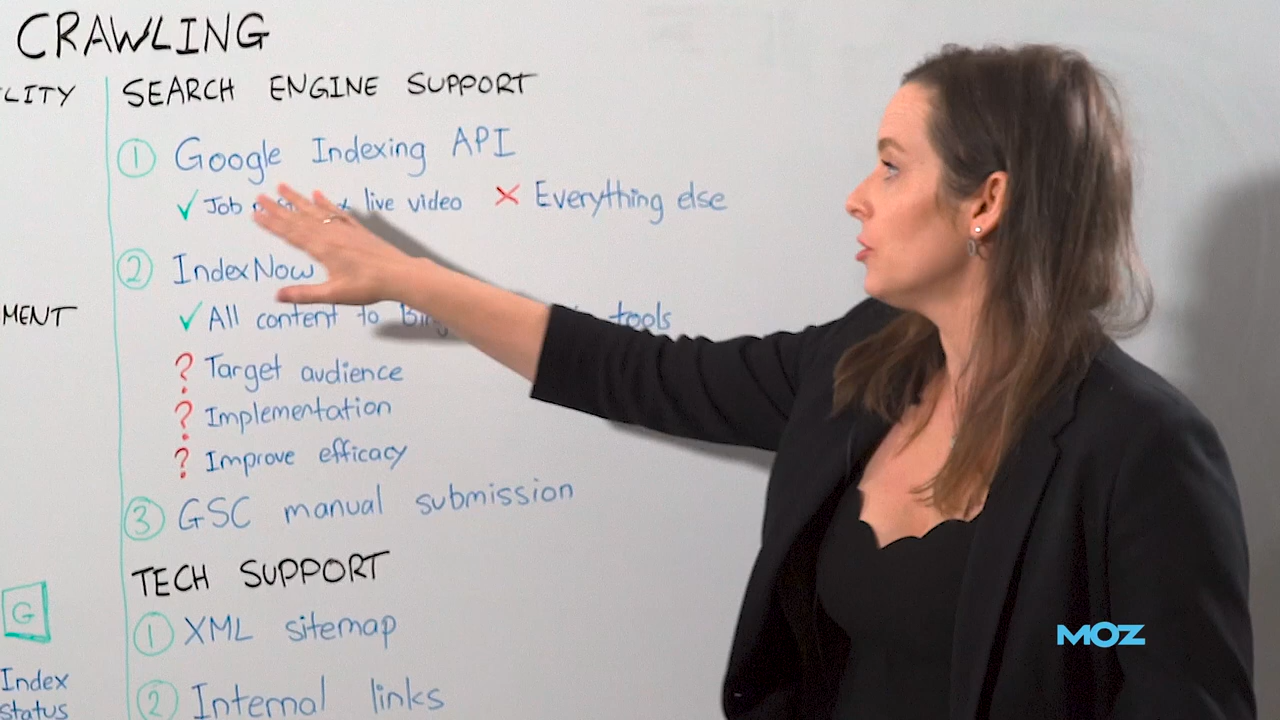 CRAWLING
LITY
SEARCH ENGINE SUPPORT
1 Google Indexing API
✓ Job live video ✗ Everything else
2 IndexNow
MENT
✓ All content to tools
? Target audience
? Implementation
? Improve efficacy
3 GSC manual submission
TECH SUPPORT
G
1 XML sitemap
Index
status
2 Internal links
MOZ